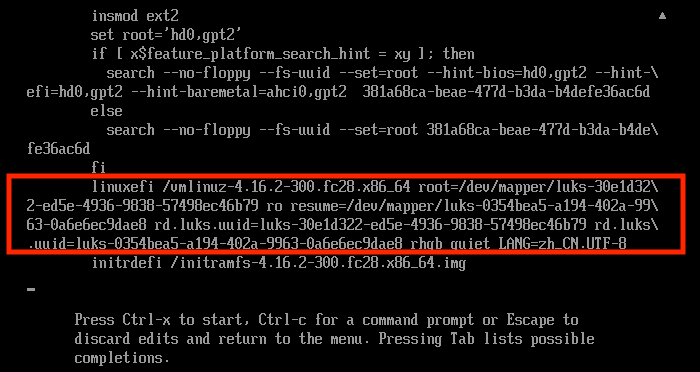 insmod ext2
set root='hd0,gpt2'
if [ x$feature_platform_search_hint = xy ]; then
search --no-floppy --fs-uuid --set=root --hint-bios=hd0,gpt2 --hint-\
efi=hd0,gpt2 --hint-baremetal=ahci0,gpt2 381a68ca-beae-477d-b3da-b4defe36ac6d
else
search --no-floppy --fs-uuid --set=root 381a68ca-beae-477d-b3da-b4de\
fe36ac6d
fi
linuxefi /vmlinuz-4.16.2-300.fc28.x86_64 root=/dev/mapper/luks-30e1d32\
2-ed5e-4936-9838-57498ec46b79 ro resume=/dev/mapper/luks-0354bea5-a194-402a-99\
63-0a6e6ec9dae8 rd.luks.uuid=luks-30e1d322-ed5e-4936-9838-57498ec46b79 rd.luks\
.uuid=luks-0354bea5-a194-402a-9963-0a6e6ec9dae8 rhgb quiet LANG=zh_CN.UTF-8
initrdefi /initramfs-4.16.2-300.fc28.x86_64.img
Press Ctrl-x to start, Ctrl-c for a command prompt or Escape to
discard edits and return to the menu. Pressing Tab lists possible
completions.